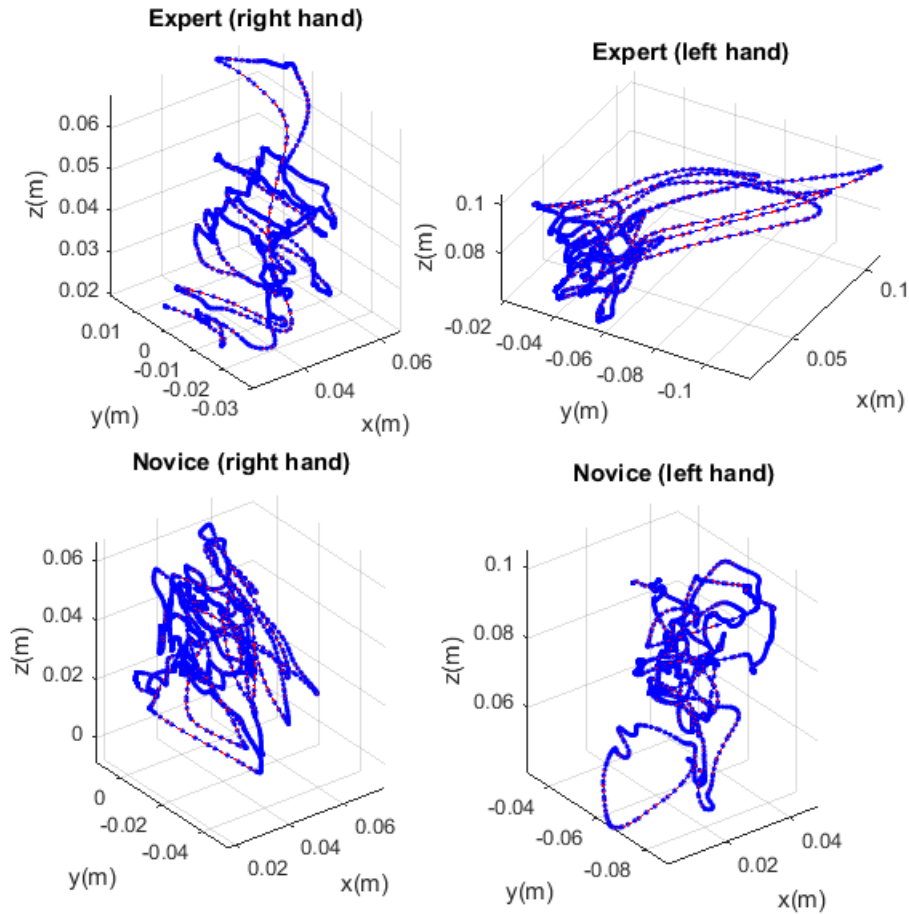 Expert (right hand)
z(m)
0.06
0.05
0.04
0.03
0.02
0.01
0
-0.01
-0.02
-0.03
y(m)
0.04
0.06
x(m)
Expert (left hand)
z(m)
0.1
0.08
-0.02
-0.04
-0.06
-0.08
-0.1
y(m)
0.05
0.1
x(m)
Novice (right hand)
z(m)
0.06
0.04
0.02
0
0
-0.02
-0.04
y(m)
0.02
0.04
0.06
x(m)
Novice (left hand)
z(m)
0.1
0.08
0.06
-0.04
-0.06
-0.08
y(m)
0.02
0.04
x(m)